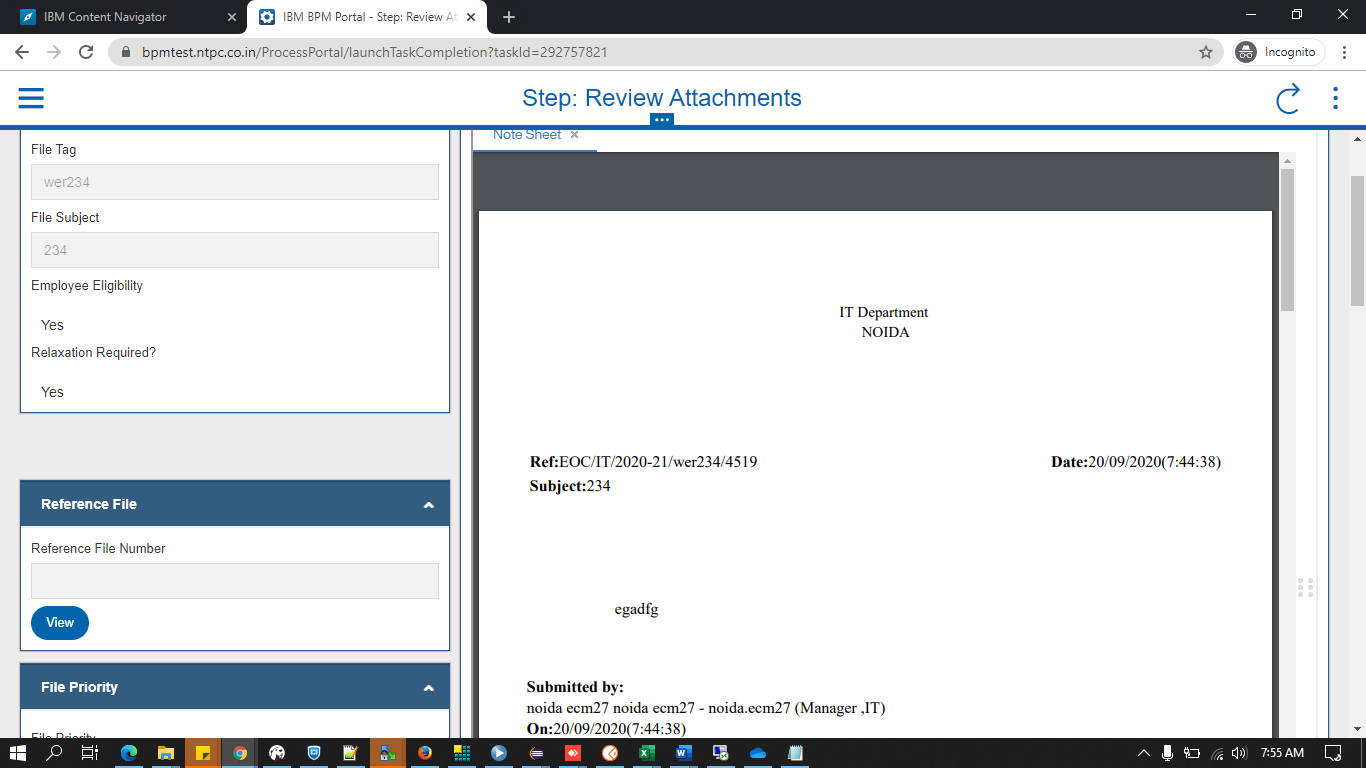 IBM Content Navigator
IBM BPM Portal - Step: Review At
bpmtest.ntpc.co.in/ProcessPortal/launchTaskCompletion?taskId=292757821
Incognito
Step: Review Attachments
File Tag
wer234
File Subject
234
Employee Eligibility
Yes
Relaxation Required?
Yes
Reference File
Reference File Number
View
File Priority
File Priority
Note Sheet
IT Department
NOIDA
Ref:EOC/IT/2020-21/wer234/4519
Date:20/09/2020(7:44:38)
Subject:234
egadfg
Submitted by:
noida ecm27 noida ecm27 - noida.ecm27 (Manager ,IT)
On:20/09/2020(7:44:38)
7:55 AM